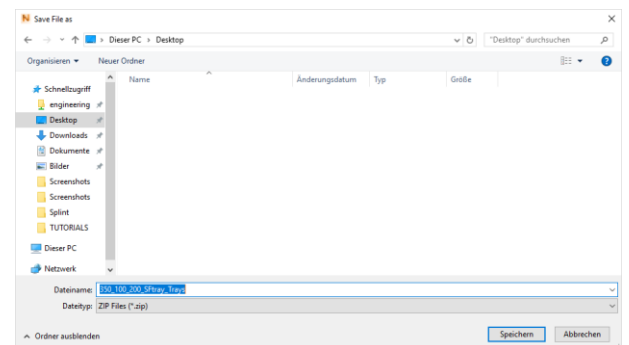 Save File as
Dieser PC › Desktop
"Desktop" durchsuchen
Organisieren
Neuer Ordner
Name
Änderungsdatum
Typ
Größe
Schnellzugriff
engineering
Desktop
Downloads
Dokumente
Bilder
Screenshots
Screenshots
Splint
TUTORIALS
Dieser PC
Netzwerk
Dateiname: 350_100_200_SFtray_Trays
Dateityp: ZIP Files (*.zip)
Ordner ausblenden
Speichern
Abbrechen